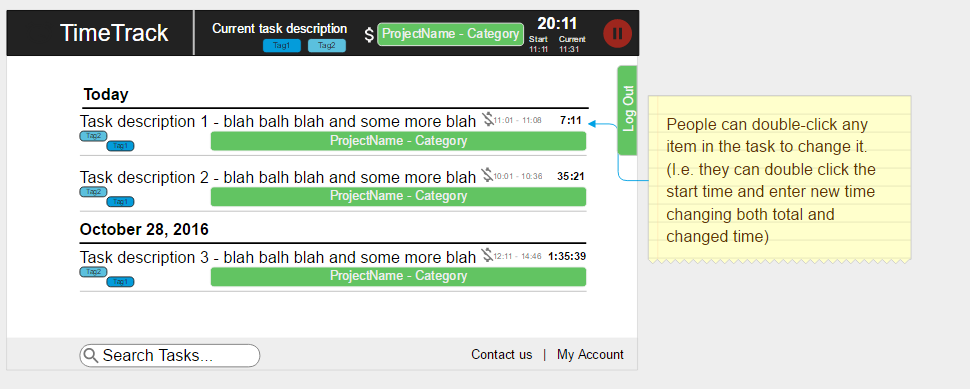 TimeTrack
Current task description
Tag1 Tag2
$ ProjectName - Category
20:11
Start Current
11:11 11:31
Log Out
Today
Task description 1 - blah balh blah and some more blah $ 11:01 - 11:08 7:11
Tag2
Tag1
ProjectName - Category
Task description 2 - blah balh blah and some more blah $ 10:01 - 10:36 35:21
Tag2
Tag1
ProjectName - Category
October 28, 2016
Task description 3 - blah balh blah and some more blah $ 12:11 - 14:46 1:35:39
Tag2
Tag1
ProjectName - Category
Search Tasks...
Contact us | My Account
People can double-click any
item in the task to change it.
(I.e. they can double click the
start time and enter new time
changing both total and
changed time)